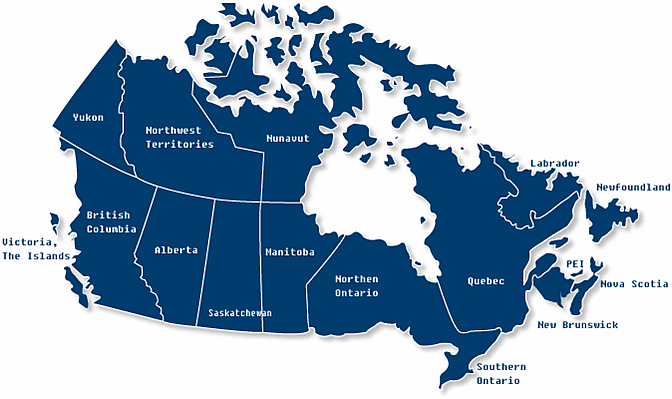 Yukon
Northwest
Territories
Nunavut
Labrador
Newfoundland
British
Columbia
Victoria,
The Islands
Alberta
Manitoba
Northen
Ontario
Quebec
PEI
Nova Scotia
Saskatchewan
New Brunswick
Southern
Ontario